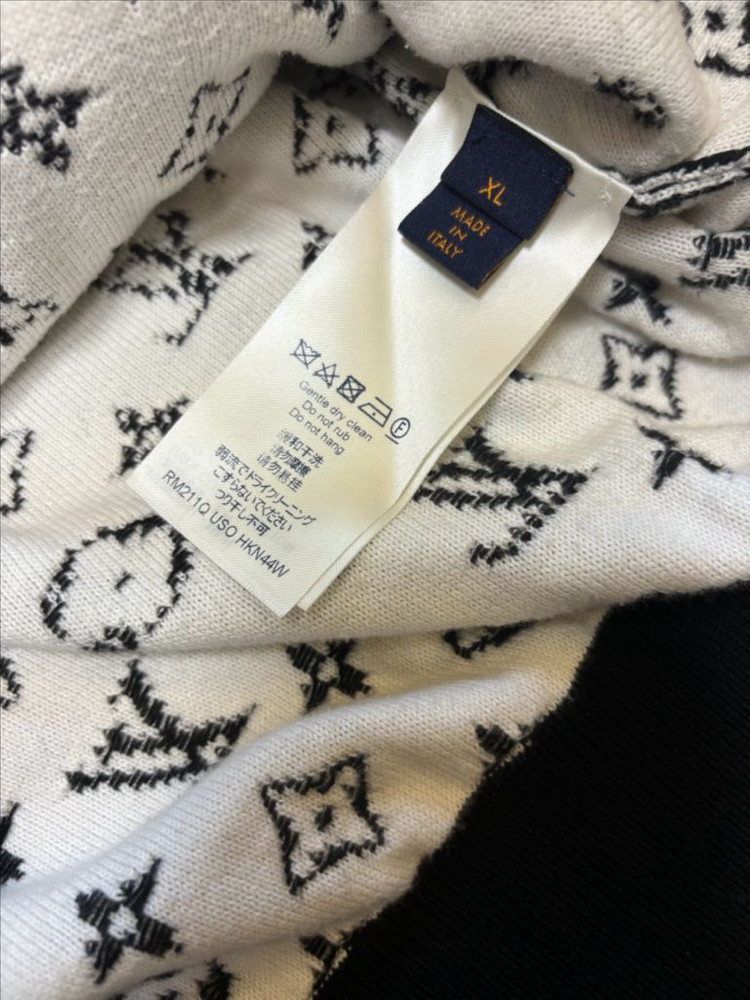 XL
MADE
IN
ITALY
Gentle dry clean
Do not rub
Do not hang
缓和干洗
请勿摩擦
请勿悬挂
弱流でドライクリーニング
こすらないでください
つり干し不可
RM211Q USO HKN44W